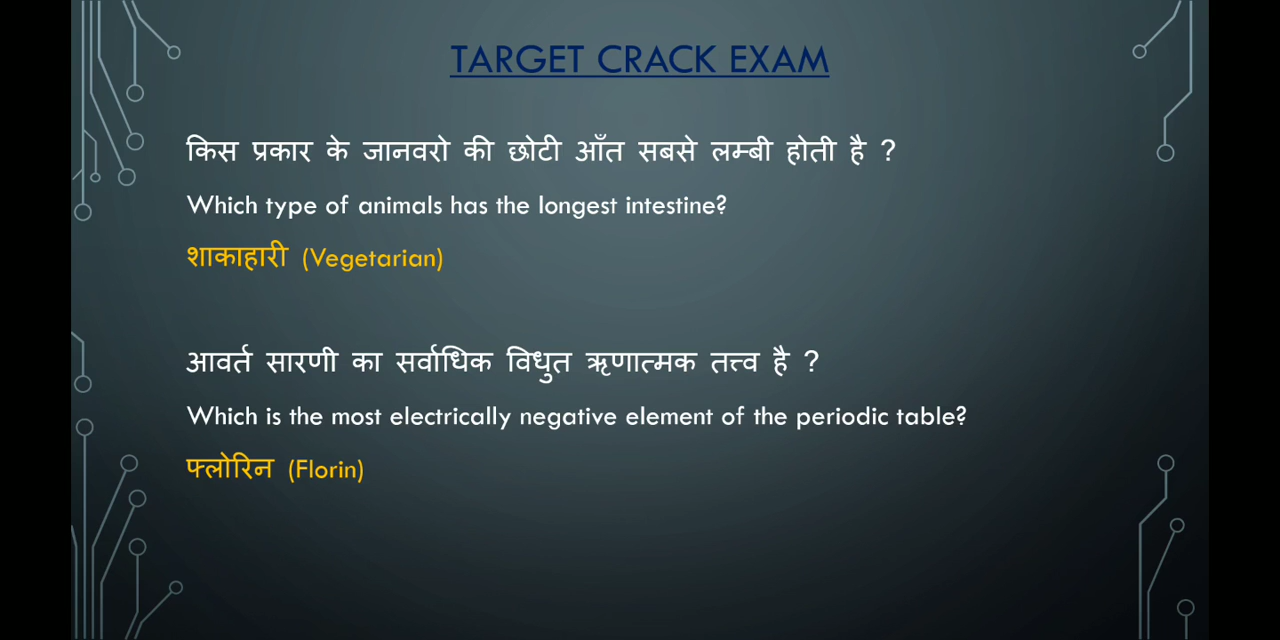 TARGET CRACK EXAM
किस प्रकार के जानवरो की छोटी आँत सबसे लम्बी होती है ?
Which type of animals has the longest intestine?
शाकाहारी (Vegetarian)
आवर्त सारणी का सर्वाधिक विधुत ऋणात्मक तत्त्व है ?
Which is the most electrically negative element of the periodic table?
फ्लोरिन (Florin)